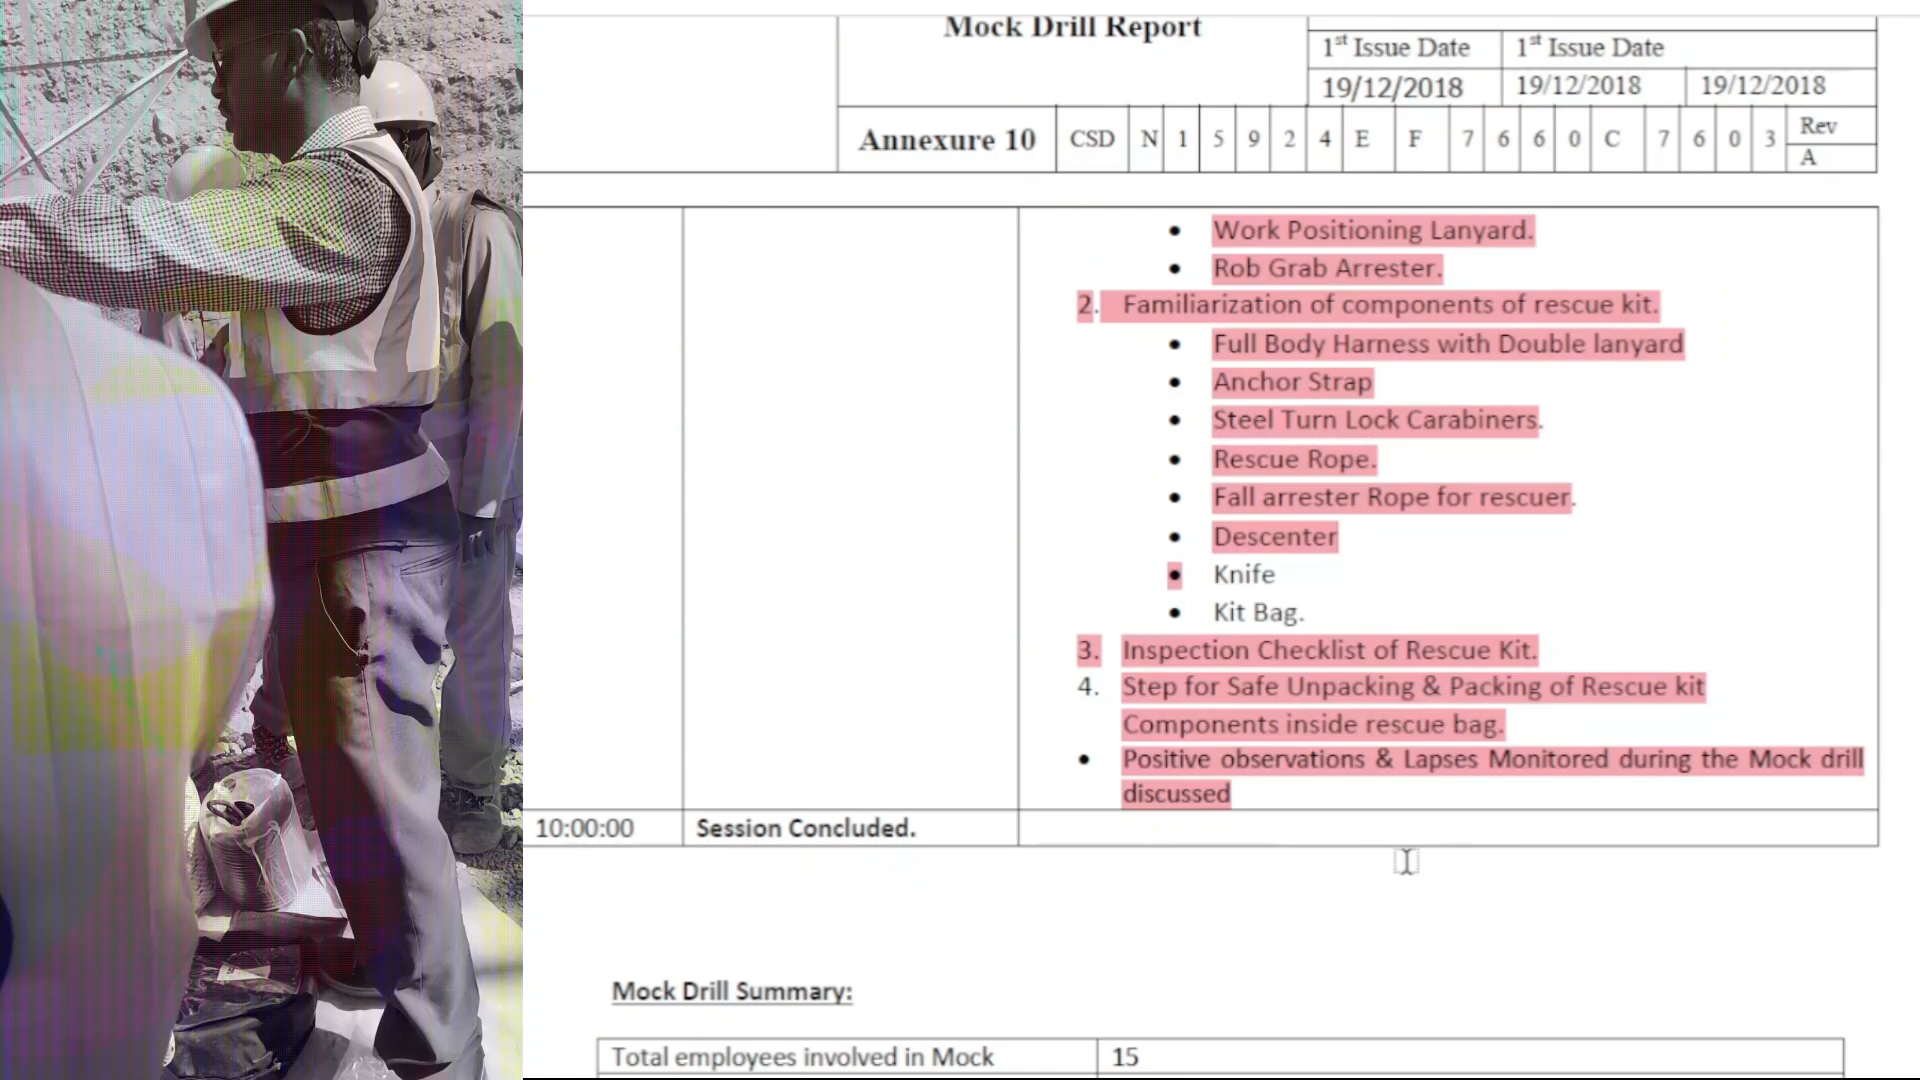 Mock Drill Report
1st Issue Date 1st Issue Date
19/12/2018 19/12/2018 19/12/2018
Annexure 10 CSD N 1 5 9 2 4 E F 7 6 6 0 C 7 6 0 3 Rev
A
• Work Positioning Lanyard.
• Rob Grab Arrester.
2. Familiarization of components of rescue kit.
• Full Body Harness with Double lanyard
• Anchor Strap
• Steel Turn Lock Carabiners.
• Rescue Rope.
• Fall arrester Rope for rescuer.
• Descenter
• Knife
• Kit Bag.
3. Inspection Checklist of Rescue Kit.
4. Step for Safe Unpacking & Packing of Rescue kit
Components inside rescue bag.
• Positive observations & Lapses Monitored during the Mock drill
discussed
10:00:00 Session Concluded.
Mock Drill Summary:
Total employees involved in Mock 15